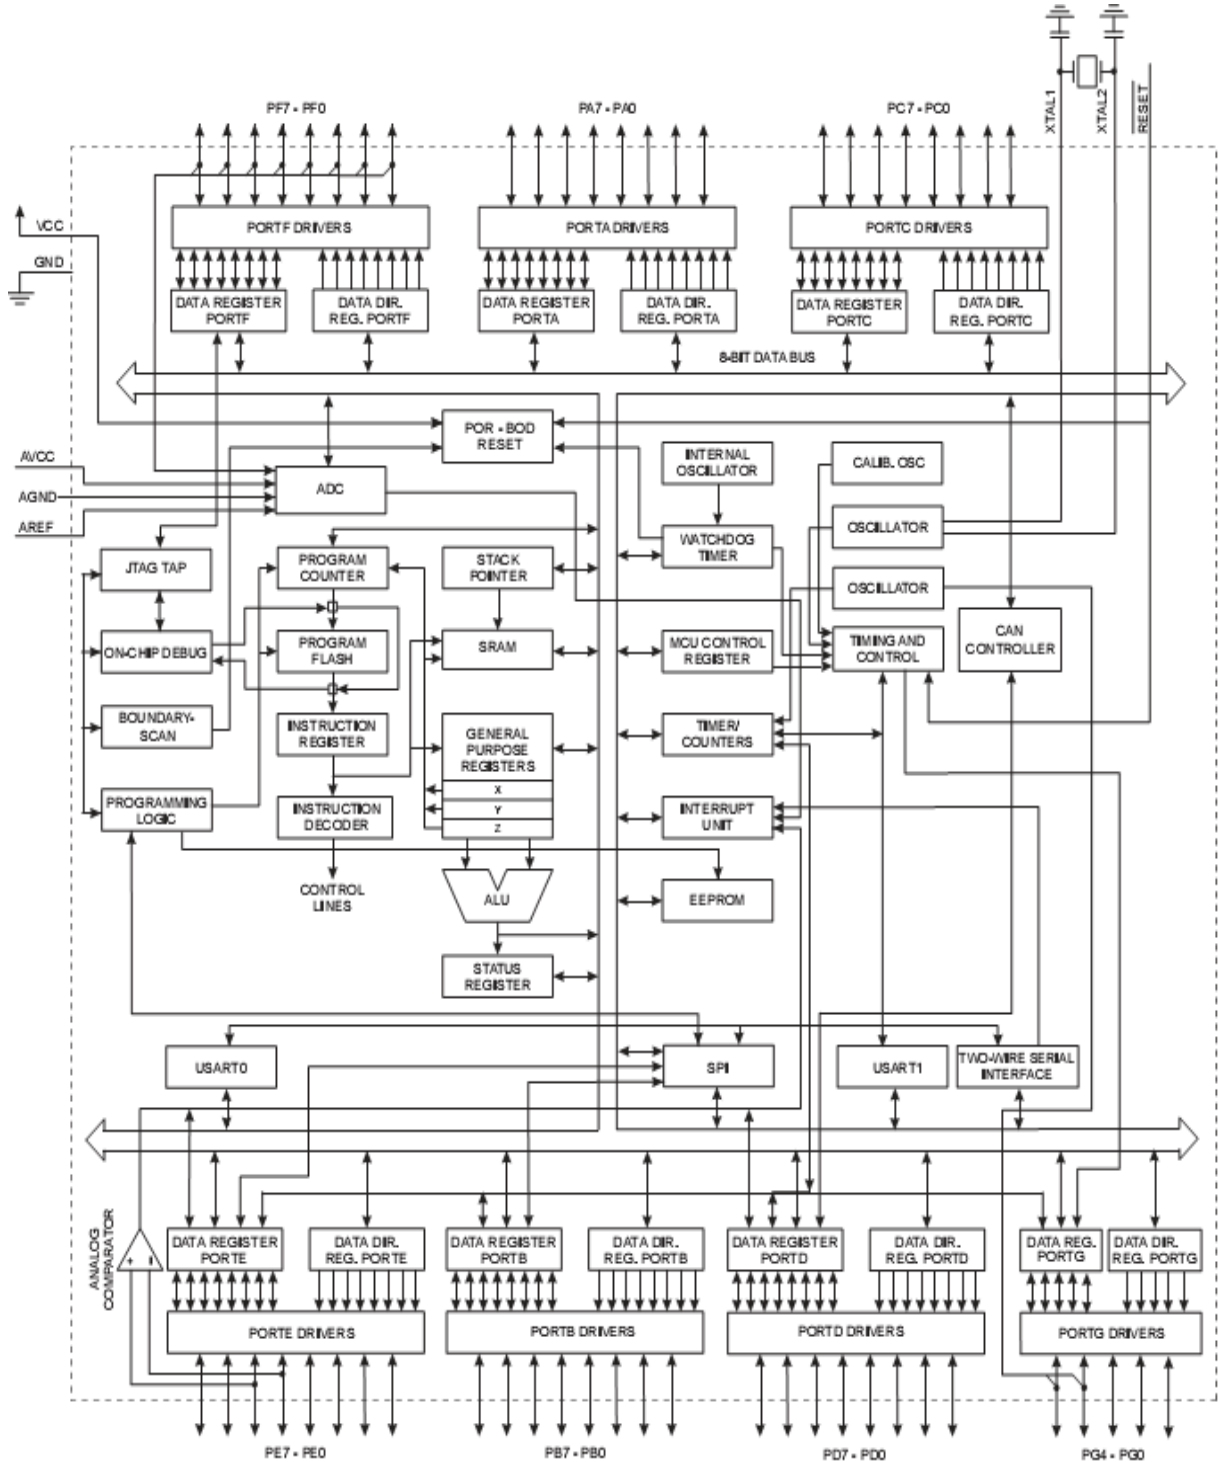 XTAL1
XTAL2
RESET
PF7 - PF0
PA7 - PA0
PC7 - PC0
VCC
GND
PORTF DRIVERS
PORTA DRIVERS
PORTC DRIVERS
DATA REGISTER
PORTF
DATA DIR.
REG. PORTF
DATA REGISTER
PORTA
DATA DIR.
REG. PORTA
DATA REGISTER
PORTC
DATA DIR.
REG. PORTC
8-BIT DATA BUS
AVCC
AGND
AREF
POR - BOD
RESET
ADC
INTERNAL
OSCILLATOR
CALIB. OSC
OSCILLATOR
WATCHDOG
TIMER
JTAG TAP
PROGRAM
COUNTER
STACK
POINTER
OSCILLATOR
ON-CHIP DEBUG
PROGRAM
FLASH
SRAM
MCU CONTROL
REGISTER
TIMING AND
CONTROL
CAN
CONTROLLER
BOUNDARY-
SCAN
INSTRUCTION
REGISTER
GENERAL
PURPOSE
REGISTERS
X
Y
Z
TIMER/
COUNTERS
PROGRAMMING
LOGIC
INSTRUCTION
DECODER
INTERRUPT
UNIT
CONTROL
LINES
ALU
EEPROM
STATUS
REGISTER
USART0
SPI
USART1
TWO-WIRE SERIAL
INTERFACE
ANALOG
COMPARATOR
+
-
DATA REGISTER
PORTE
DATA DIR.
REG. PORTE
DATA REGISTER
PORTB
DATA DIR.
REG. PORTB
DATA REGISTER
PORTD
DATA DIR.
REG. PORTD
DATA REG.
PORTG
DATA DIR.
REG. PORTG
PORTE DRIVERS
PORTB DRIVERS
PORTD DRIVERS
PORTG DRIVERS
PE7 - PE0
PB7 - PB0
PD7 - PD0
PG4 - PG0